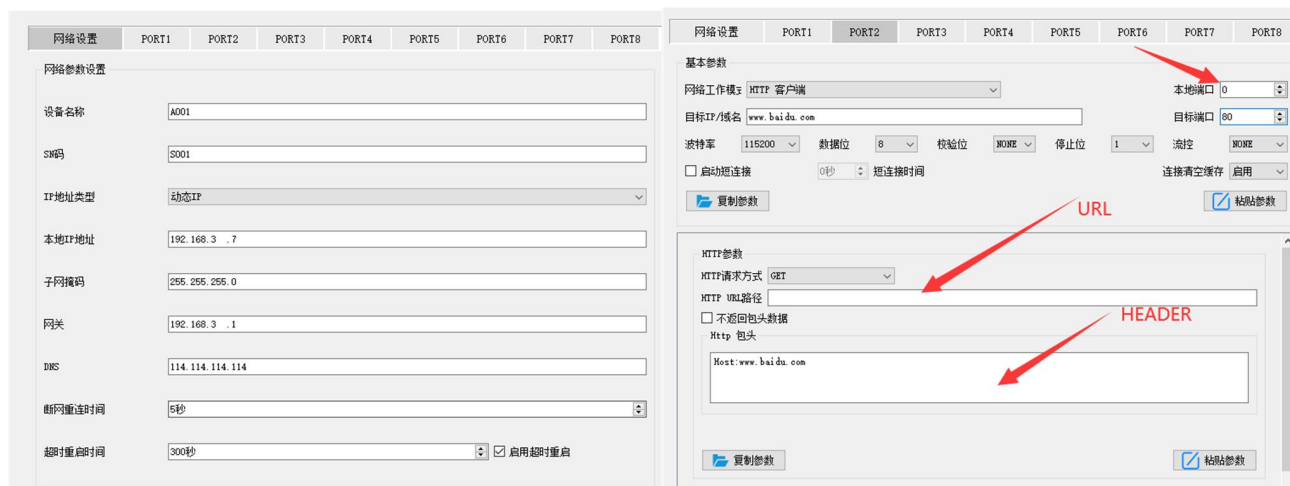 网络设置 PORT1 PORT2 PORT3 PORT4 PORT5 PORT6 PORT7 PORT8
网络参数设置
设备名称 A001
SN码 S001
IP地址类型 动态IP
本地IP地址 192.168.3 .7
子网掩码 255.255.255.0
网关 192.168.3 .1
DNS 114.114.114.114
断网重连时间 5秒
超时重启时间 300秒 启用超时重启
网络设置 PORT1 PORT2 PORT3 PORT4 PORT5 PORT6 PORT7 PORT8
基本参数
网络工作模式 HTTP 客户端 本地端口 0
目标IP/域名 www.baidu.com 目标端口 80
波特率 115200 数据位 8 校验位 NONE 停止位 1 流控 NONE
启动短连接 0秒 短连接时间 连接清空缓存 启用
复制参数 粘贴参数
URL
HTTP参数
HTTP请求方式 GET
HTTP URL路径
不返回包头数据
HEADER
Http 包头
Host:www.baidu.com
复制参数 粘贴参数